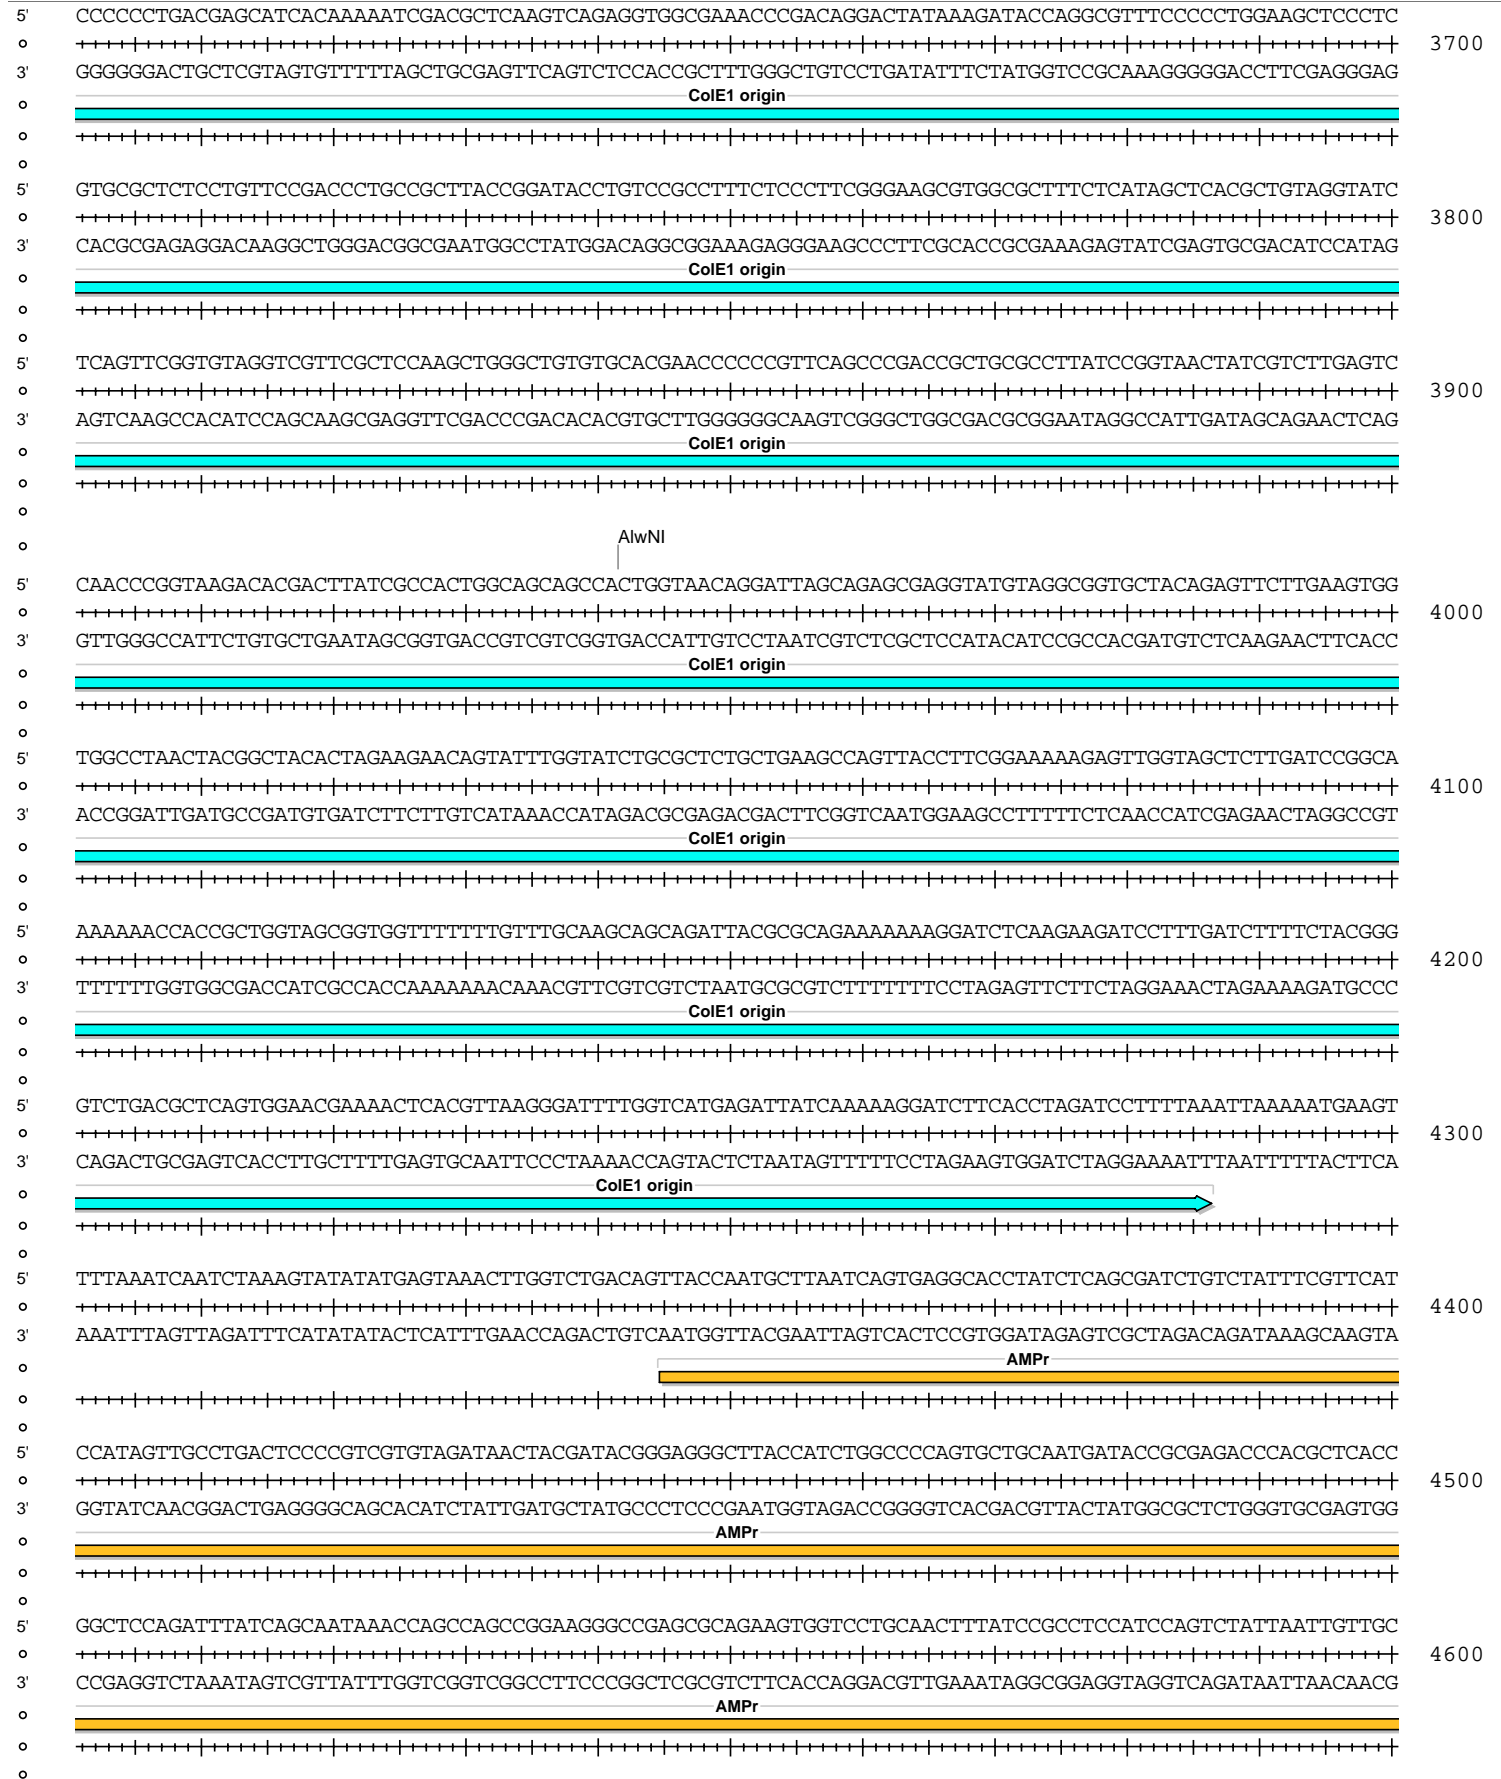 5' CCCCCCTGACGAGCATCACAAAAATCGACGCTCAAGTCAGAGGTGGCGAAACCCGACAGGACTATAAAGATACCAGGCGTTTCCCCCTGGAAGCTCCCTC
3700
3' GGGGGGACTGCTCGTAGTGTTTTTAGCTGCGAGTTCAGTCTCCACCGCTTTGGGCTGTCCTGATATTTCTATGGTCCGCAAAGGGGGACCTTCGAGGGAG
ColE1 origin
5' GTGCGCTCTCCTGTTCCGACCCTGCCGCTTACCGGATACCTGTCCGCCTTTCTCCCTTCGGGAAGCGTGGCGCTTTCTCATAGCTCACGCTGTAGGTATC
3800
3' CACGCGAGAGGACAAGGCTGGGACGGCGAATGGCCTATGGACAGGCGGAAAGAGGGAAGCCCTTCGCACCGCGAAAGAGTATCGAGTGCGACATCCATAG
ColE1 origin
5' TCAGTTCGGTGTAGGTCGTTCGCTCCAAGCTGGGCTGTGTGCACGAACCCCCCGTTCAGCCCGACCGCTGCGCCTTATCCGGTAACTATCGTCTTGAGTC
3900
3' AGTCAAGCCACATCCAGCAAGCGAGGTTCGACCCGACACACGTGCTTGGGGGGCAAGTCGGGCTGGCGACGCGGAATAGGCCATTGATAGCAGAACTCAG
ColE1 origin
AlwNI
5' CAACCCGGTAAGACACGACTTATCGCCACTGGCAGCAGCCACTGGTAACAGGATTAGCAGAGCGAGGTATGTAGGCGGTGCTACAGAGTTCTTGAAGTGG
4000
3' GTTGGGCCATTCTGTGCTGAATAGCGGTGACCGTCGTCGGTGACCATTGTCCTAATCGTCTCGCTCCATACATCCGCCACGATGTCTCAAGAACTTCACC
ColE1 origin
5' TGGCCTAACTACGGCTACACTAGAAGAACAGTATTTGGTATCTGCGCTCTGCTGAAGCCAGTTACCTTCGGAAAAAGAGTTGGTAGCTCTTGATCCGGCA
4100
3' ACCGGATTGATGCCGATGTGATCTTCTTGTCATAAACCATAGACGCGAGACGACTTCGGTCAATGGAAGCCTTTTTCTCAACCATCGAGAACTAGGCCGT
ColE1 origin
5' AAAAAACCACCGCTGGTAGCGGTGGTTTTTTTGTTTGCAAGCAGCAGATTACGCGCAGAAAAAAAGGATCTCAAGAAGATCCTTTGATCTTTTCTACGGG
4200
3' TTTTTTGGTGGCGACCATCGCCACCAAAAAAACAAACGTTCGTCGTCTAATGCGCGTCTTTTTTTCCTAGAGTTCTTCTAGGAAACTAGAAAAGATGCCC
ColE1 origin
5' GTCTGACGCTCAGTGGAACGAAAACTCACGTTAAGGGATTTTGGTCATGAGATTATCAAAAAGGATCTTCACCTAGATCCTTTTAAATTAAAAATGAAGT
4300
3' CAGACTGCGAGTCACCTTGCTTTTGAGTGCAATTCCCTAAAACCAGTACTCTAATAGTTTTTCCTAGAAGTGGATCTAGGAAAATTTAATTTTTACTTCA
ColE1 origin
5' TTTAAATCAATCTAAAGTATATATGAGTAAACTTGGTCTGACAGTTACCAATGCTTAATCAGTGAGGCACCTATCTCAGCGATCTGTCTATTTCGTTCAT
4400
3' AAATTTAGTTAGATTTCATATATACTCATTTGAACCAGACTGTCAATGGTTACGAATTAGTCACTCCGTGGATAGAGTCGCTAGACAGATAAAGCAAGTA
AMPr
5' CCATAGTTGCCTGACTCCCCGTCGTGTAGATAACTACGATACGGGAGGGCTTACCATCTGGCCCCAGTGCTGCAATGATACCGCGAGACCCACGCTCACC
4500
3' GGTATCAACGGACTGAGGGGCAGCACATCTATTGATGCTATGCCCTCCCGAATGGTAGACCGGGGTCACGACGTTACTATGGCGCTCTGGGTGCGAGTGG
AMPr
5' GGCTCCAGATTTATCAGCAATAAACCAGCCAGCCGGAAGGGCCGAGCGCAGAAGTGGTCCTGCAACTTTATCCGCCTCCATCCAGTCTATTAATTGTTGC
4600
3' CCGAGGTCTAAATAGTCGTTATTTGGTCGGTCGGCCTTCCCGGCTCGCGTCTTCACCAGGACGTTGAAATAGGCGGAGGTAGGTCAGATAATTAACAACG
AMPr